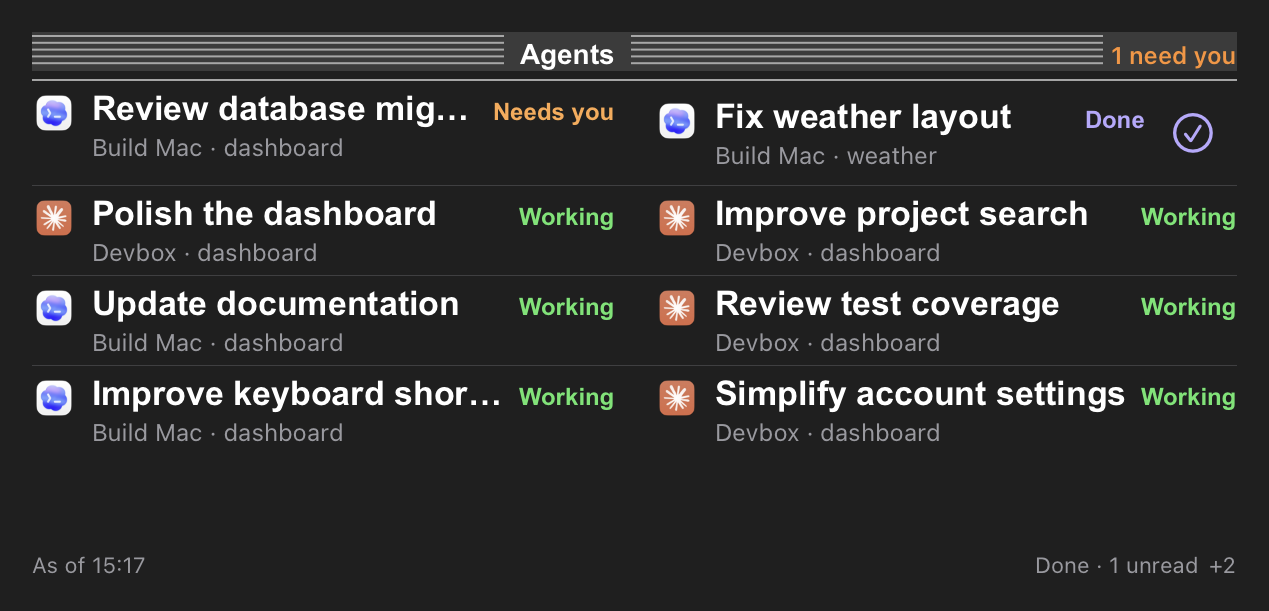 Agents
1 need you
Review database mig…
Needs you
Build Mac · dashboard
Fix weather layout
Done
Build Mac · weather
Polish the dashboard
Working
Devbox · dashboard
Improve project search
Working
Devbox · dashboard
Update documentation
Working
Build Mac · dashboard
Review test coverage
Working
Devbox · dashboard
Improve keyboard shor…
Working
Build Mac · dashboard
Simplify account settings
Working
Devbox · dashboard
As of 15:17
Done · 1 unread +2